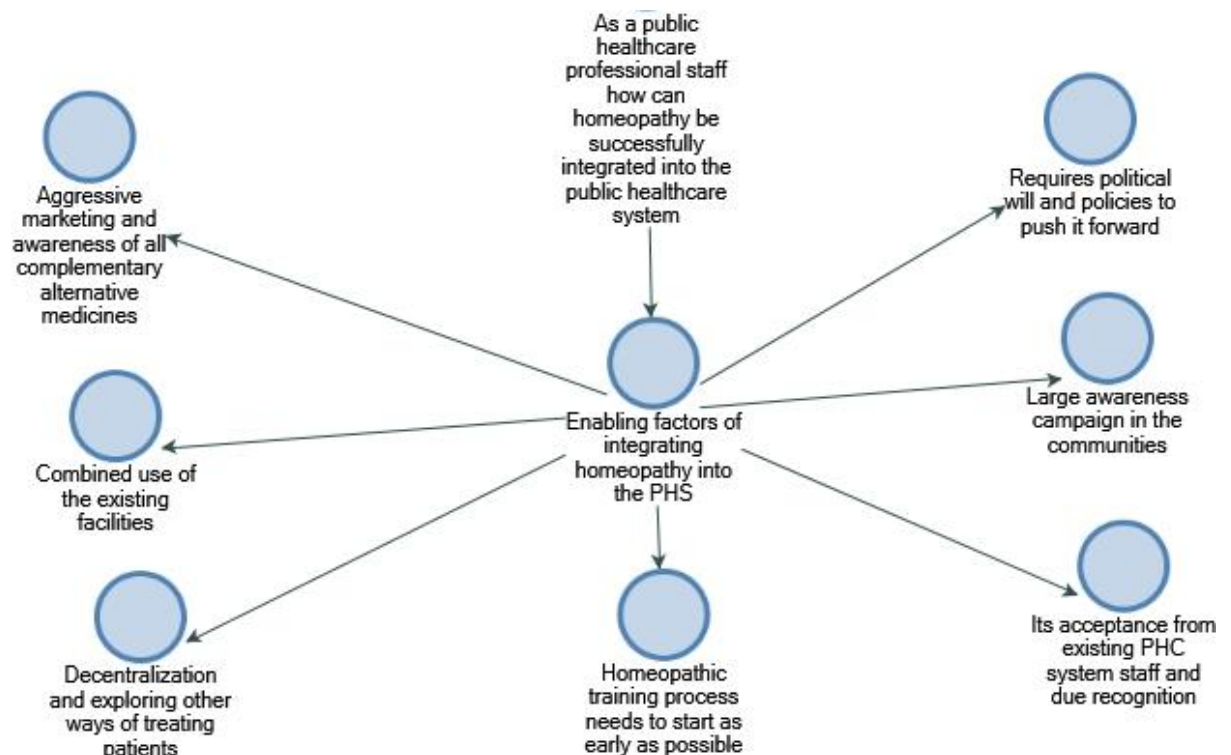 As a public
healthcare
professional staff
how can
homeopathy be
successfully
integrated into the
public healthcare
system
Aggressive
marketing and
awareness of all
complementary
alternative
medicines
Requires political
will and policies to
push it forward
Enabling factors of
integrating
homeopathy into
the PHS
Large awareness
campaign in the
communities
Combined use of
the existing
facilities
Decentralization
and exploring other
ways of treating
patients
Homeopathic
training process
needs to start as
early as possible
Its acceptance from
existing PHC
system staff and
due recognition